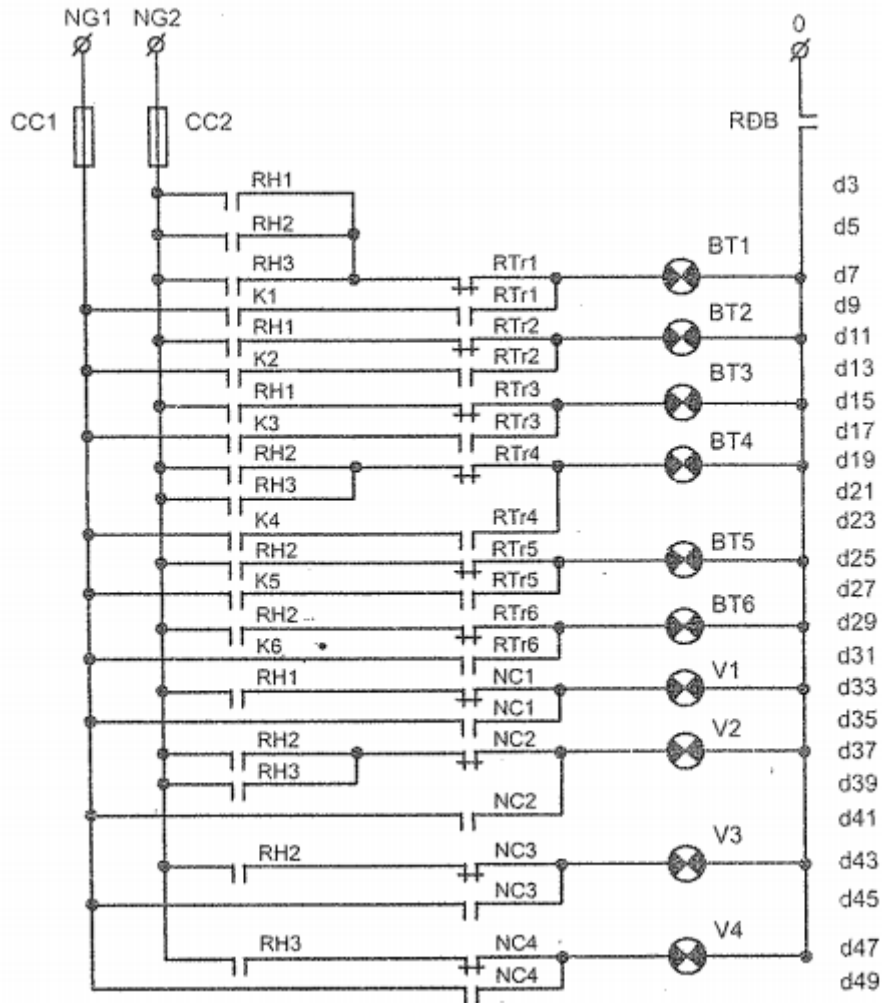 NG1 NG2 0
CC1 CC2 RĐB
RH1 d3
RH2 d5
RH3 RTr1 BT1 d7
K1 RTr1 d9
RH1 RTr2 BT2 d11
K2 RTr2 d13
RH1 RTr3 BT3 d15
K3 RTr3 d17
RH2 RTr4 BT4 d19
RH3 d21
K4 RTr4 d23
RH2 RTr5 BT5 d25
K5 RTr5 d27
RH2 RTr6 BT6 d29
K6 RTr6 d31
RH1 NC1 V1 d33
NC1 d35
RH2 NC2 V2 d37
RH3 d39
NC2 d41
RH2 NC3 V3 d43
NC3 d45
RH3 NC4 V4 d47
NC4 d49